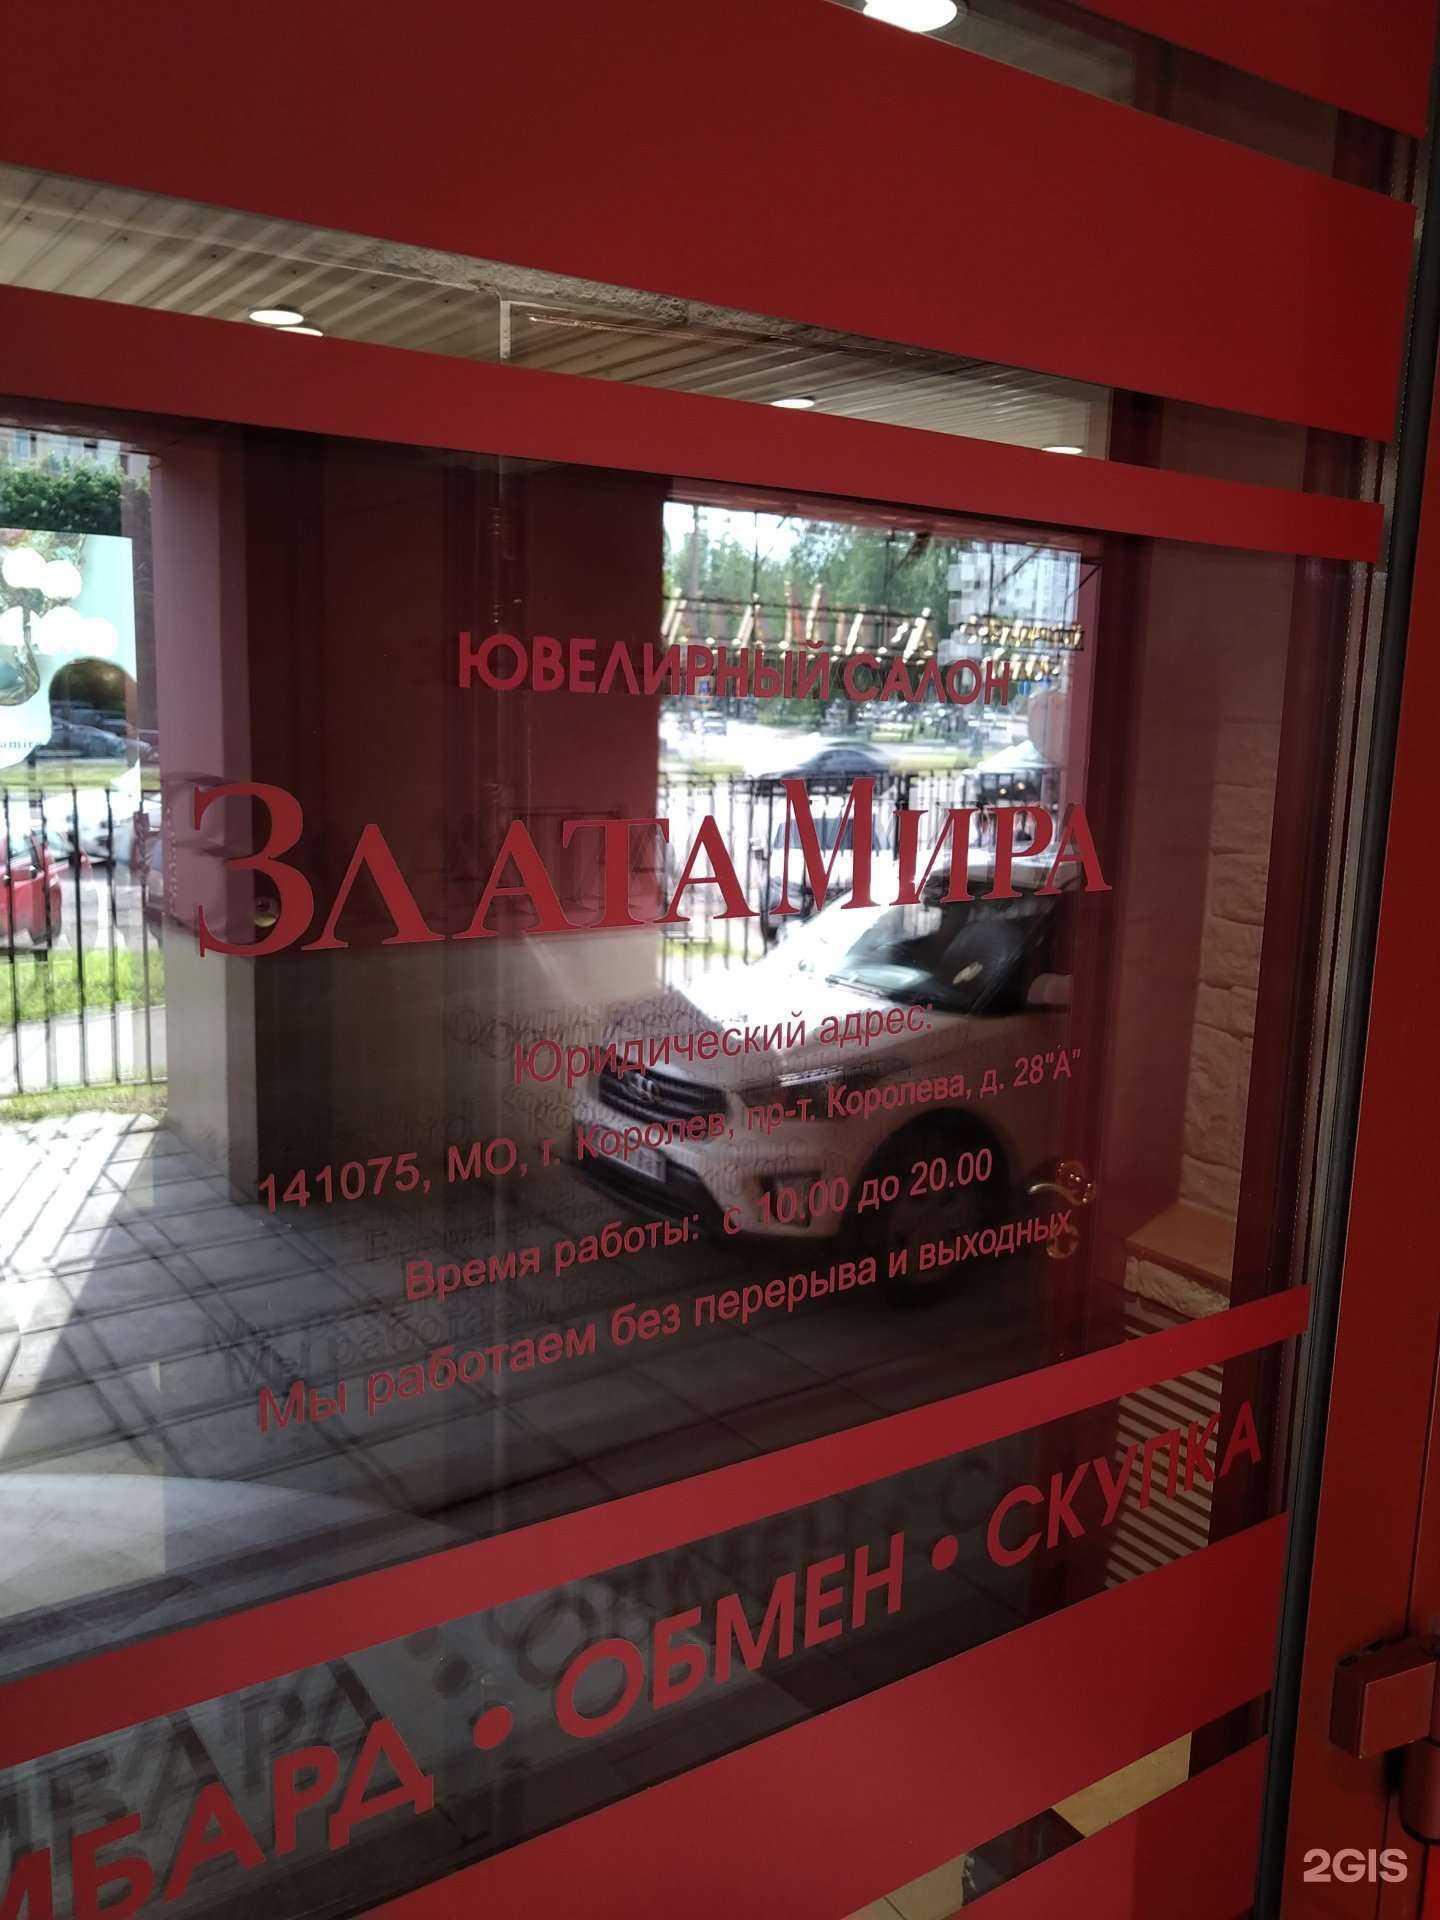 ЮВЕЛИРНЫЙ САЛОН
ЗЛАТАМИРА
Юридический адрес:
141075, МО, г. Королев, пр-т. Королева, д. 28"А"
Время работы: с 10.00 до 20.00
Мы работаем без перерыва и выходных
МБАРД • ОБМЕН • СКУПКА
2GIS